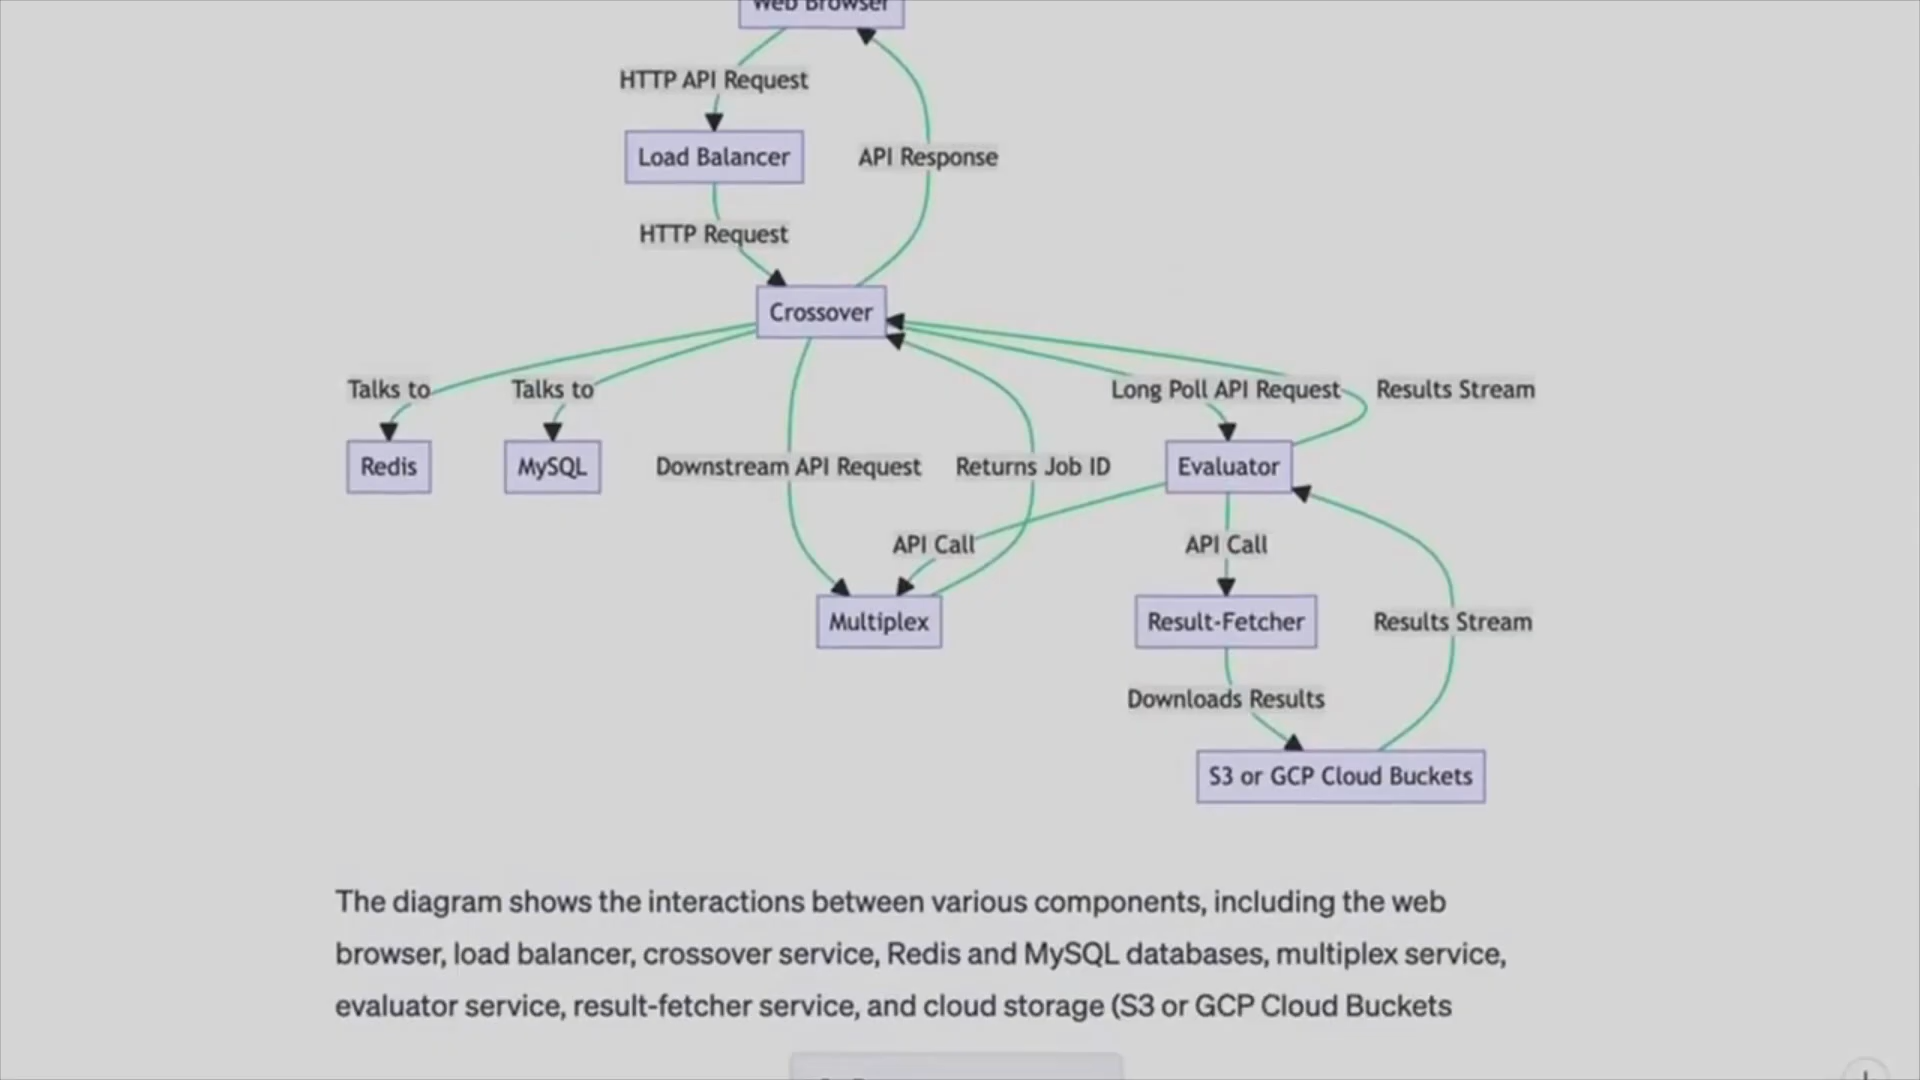 Web Browser
HTTP API Request
Load Balancer
API Response
HTTP Request
Crossover
Talks to
Talks to
Long Poll API Request
Results Stream
Redis
MySQL
Downstream API Request
Returns Job ID
Evaluator
API Call
API Call
Multiplex
Result-Fetcher
Results Stream
Downloads Results
S3 or GCP Cloud Buckets
The diagram shows the interactions between various components, including the web
browser, load balancer, crossover service, Redis and MySQL databases, multiplex service,
evaluator service, result-fetcher service, and cloud storage (S3 or GCP Cloud Buckets